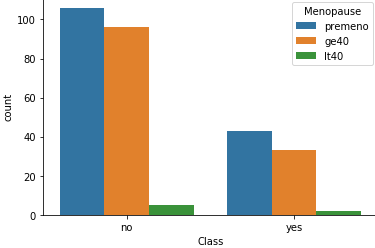 Menopause
premeno
ge40
lt40
100
80
60
40
20
0
count
no
yes
Class